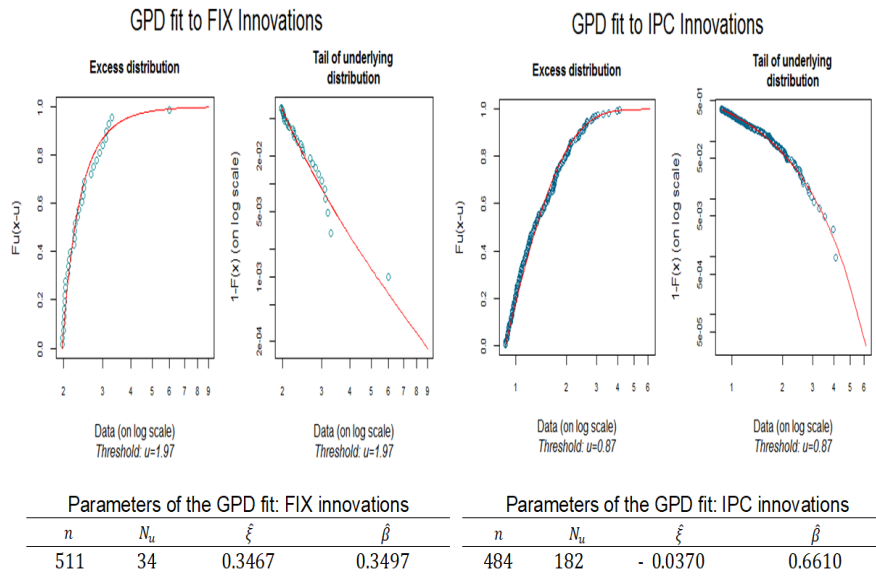 GPD fit to FIX Innovations
Excess distribution
Fu(x-u)
0.0 0.2 0.4 0.6 0.8 1.0
2 3 4 5 6 7 8 9
Data (on log scale)
Threshold: u=1.97
Tail of underlying
distribution
1-F(x) (on log scale)
2e-04 1e-03 5e-03 2e-02
2 3 4 5 6 7 8 9
Data (on log scale)
Threshold: u=1.97
GPD fit to IPC Innovations
Excess distribution
Fu(x-u)
0.0 0.2 0.4 0.6 0.8 1.0
1 2 3 4 5 6
Data (on log scale)
Threshold: u=0.87
Tail of underlying
distribution
1-F(x) (on log scale)
5e-05 5e-04 5e-03 5e-02 5e-01
1 2 3 4 5 6
Data (on log scale)
Threshold: u=0.87
Parameters of the GPD fit: FIX innovations
n N_u ξ̂ β̂
511 34 0.3467 0.3497
Parameters of the GPD fit: IPC innovations
n N_u ξ̂ β̂
484 182 - 0.0370 0.6610